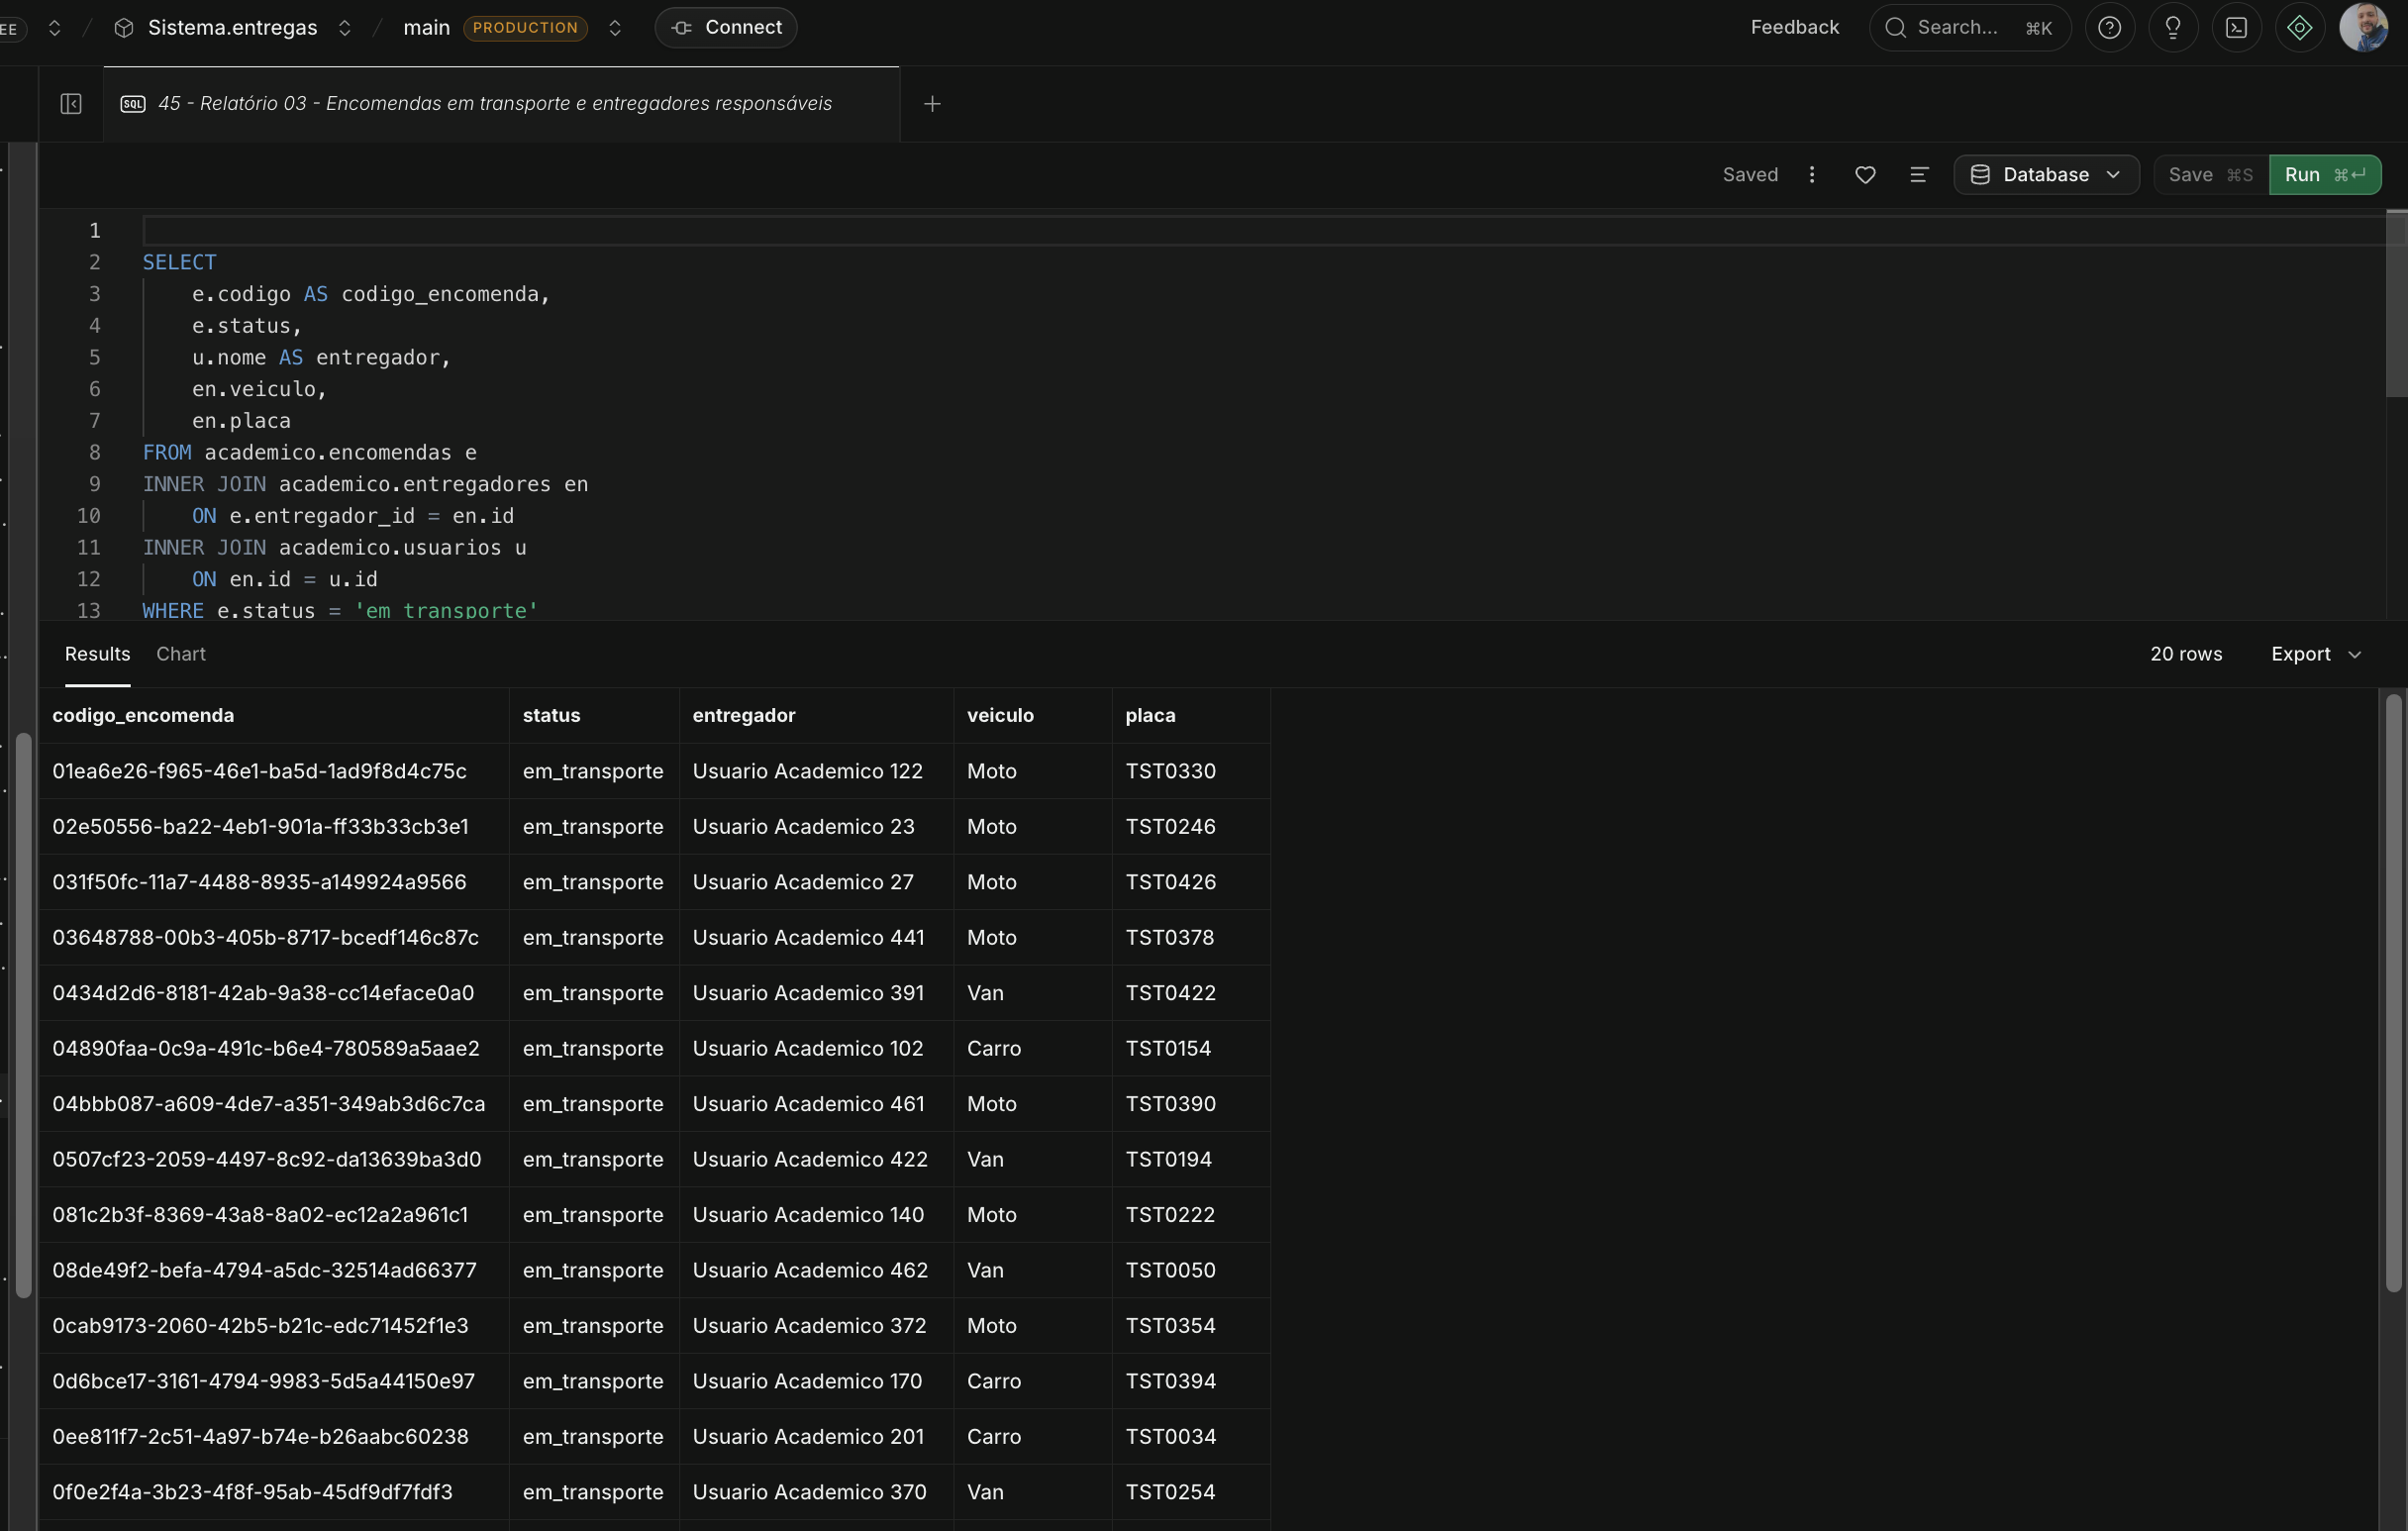 EE
Sistema.entregas
main PRODUCTION
Connect
Feedback
Search... ⌘K
SQL 45 - Relatório 03 - Encomendas em transporte e entregadores responsáveis
Saved
Database
Save ⌘S
Run ⌘↵
1
2 SELECT
3 e.codigo AS codigo_encomenda,
4 e.status,
5 u.nome AS entregador,
6 en.veiculo,
7 en.placa
8 FROM academico.encomendas e
9 INNER JOIN academico.entregadores en
10 ON e.entregador_id = en.id
11 INNER JOIN academico.usuarios u
12 ON en.id = u.id
13 WHERE e.status = 'em_transporte'
Results Chart 20 rows Export
codigo_encomenda status entregador veiculo placa
01ea6e26-f965-46e1-ba5d-1ad9f8d4c75c em_transporte Usuario Academico 122 Moto TST0330
02e50556-ba22-4eb1-901a-ff33b33cb3e1 em_transporte Usuario Academico 23 Moto TST0246
031f50fc-11a7-4488-8935-a149924a9566 em_transporte Usuario Academico 27 Moto TST0426
03648788-00b3-405b-8717-bcedf146c87c em_transporte Usuario Academico 441 Moto TST0378
0434d2d6-8181-42ab-9a38-cc14eface0a0 em_transporte Usuario Academico 391 Van TST0422
04890faa-0c9a-491c-b6e4-780589a5aae2 em_transporte Usuario Academico 102 Carro TST0154
04bbb087-a609-4de7-a351-349ab3d6c7ca em_transporte Usuario Academico 461 Moto TST0390
0507cf23-2059-4497-8c92-da13639ba3d0 em_transporte Usuario Academico 422 Van TST0194
081c2b3f-8369-43a8-8a02-ec12a2a961c1 em_transporte Usuario Academico 140 Moto TST0222
08de49f2-befa-4794-a5dc-32514ad66377 em_transporte Usuario Academico 462 Van TST0050
0cab9173-2060-42b5-b21c-edc71452f1e3 em_transporte Usuario Academico 372 Moto TST0354
0d6bce17-3161-4794-9983-5d5a44150e97 em_transporte Usuario Academico 170 Carro TST0394
0ee811f7-2c51-4a97-b74e-b26aabc60238 em_transporte Usuario Academico 201 Carro TST0034
0f0e2f4a-3b23-4f8f-95ab-45df9df7fdf3 em_transporte Usuario Academico 370 Van TST0254